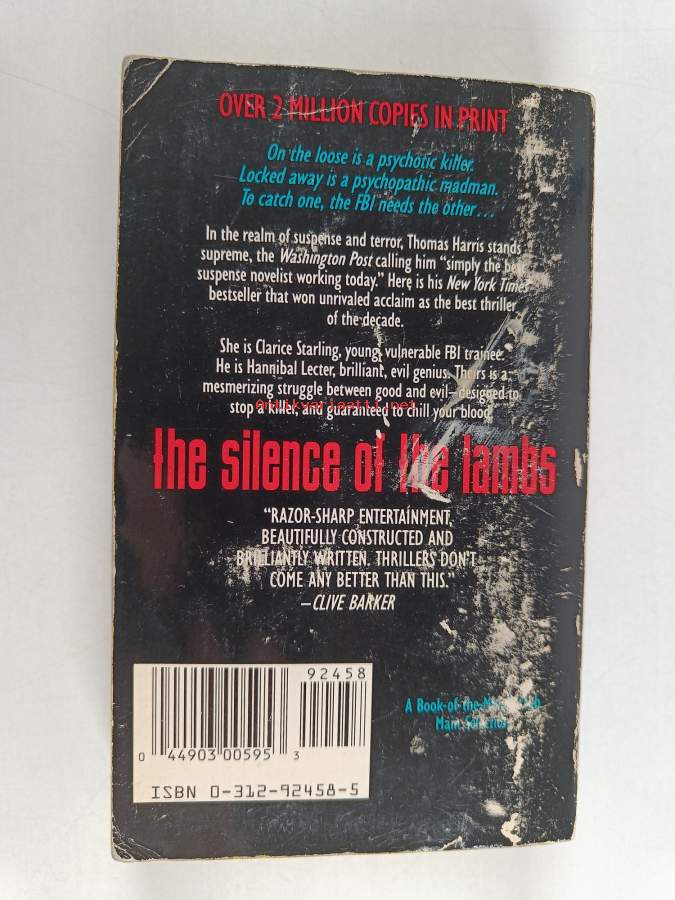 OVER 2 MILLION COPIES IN PRINT
On the loose is a psychotic killer.
Locked away is a psychopathic madman.
To catch one, the FBI needs the other...
In the realm of suspense and terror, Thomas Harris stands
supreme, the Washington Post calling him "simply the best
suspense novelist working today." Here is his New York Times
bestseller that won unrivaled acclaim as the best thriller
of the decade.
She is Clarice Starling, young, vulnerable FBI trainee.
He is Hannibal Lecter, brilliant, evil genius. Theirs is a
mesmerizing struggle between good and evil—designed to
stop a killer, and guaranteed to chill your blood
antikvariaatti.net
the silence of the lambs
"RAZOR-SHARP ENTERTAINMENT,
BEAUTIFULLY CONSTRUCTED AND
BRILLIANTLY WRITTEN. THRILLERS DON'T
COME ANY BETTER THAN THIS."
—CLIVE BARKER
92458
0 44903 00595 3
ISBN 0-312-92458-5
A Book-of-the-Month Club
Main Selection